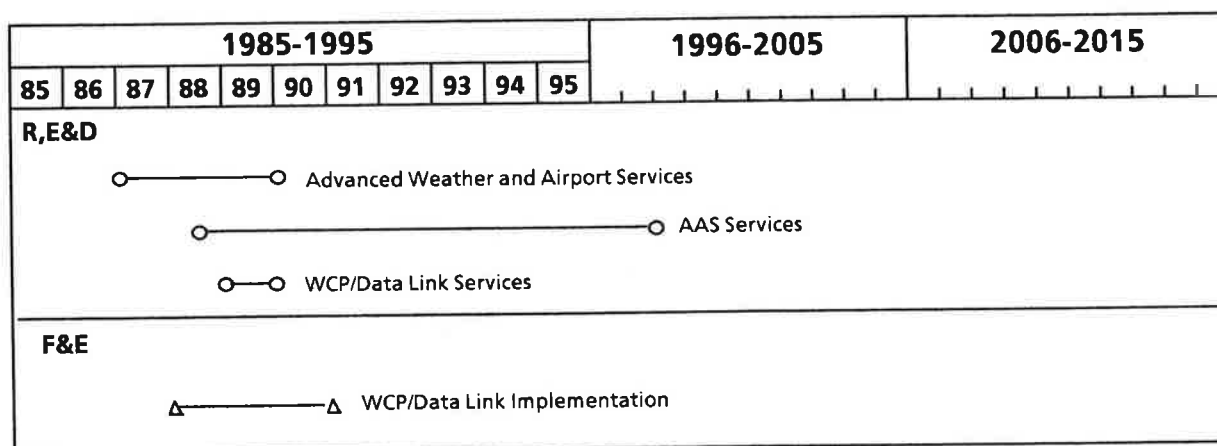 1985-1995 1996-2005 2006-2015
85 86 87 88 89 90 91 92 93 94 95
R,E&D
Advanced Weather and Airport Services
AAS Services
WCP/Data Link Services
F&E
WCP/Data Link Implementation